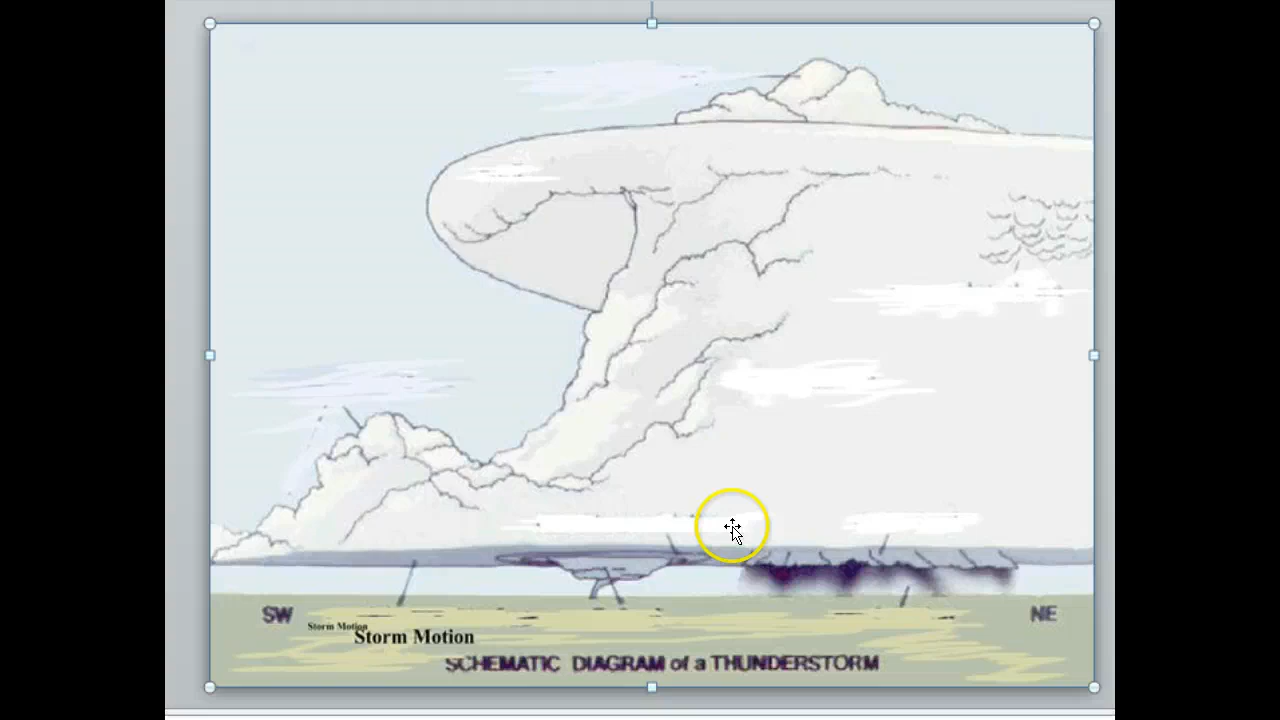 SW
NE
Storm Motion
Storm Motion
SCHEMATIC DIAGRAM of a THUNDERSTORM